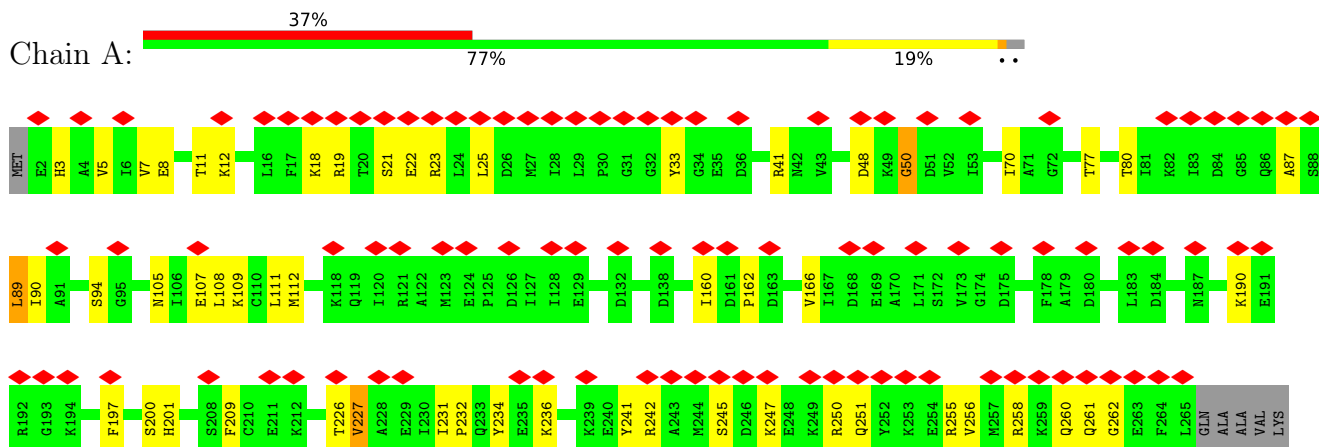 37%
Chain A:
77%
19%
• •
MET E2 H3 A4 V5 I6 V7 E8 T11 K12 L16 F17 K18 R19 T20 S21 E22 R23 L24 L25 D26 M27 I28 L29 P30 G31 G32 Y33 G34 E35 D36 R41 N42 V43 D48 K49 G50 D51 V52 I53 I70 A71 G72 T77 T80 I81 K82 I83 D84 G85 Q86 A87 S88
L89 I90 A91 S94 G95 N105 I106 E107 L108 K109 C110 L111 M112 K118 Q119 I120 R121 A122 M123 E124 P125 D126 I127 I128 E129 D132 D138 I160 D161 P162 D163 V166 I167 D168 E169 A170 L171 S172 V173 G174 D175 F178 A179 D180 L183 D184 N187 K190 E191
R192 G193 K194 F197 S200 H201 S208 F209 C210 E211 K212 T226 V227 A228 E229 I230 I231 P232 Q233 Y234 E235 K236 K239 E240 Y241 R242 A243 M244 S245 D246 K247 E248 K249 R250 Q251 Y252 K253 E254 R255 V256 M257 R258 K259 Q260 Q261 G262 E263 F264 L265 GLN ALA ALA VAL LYS